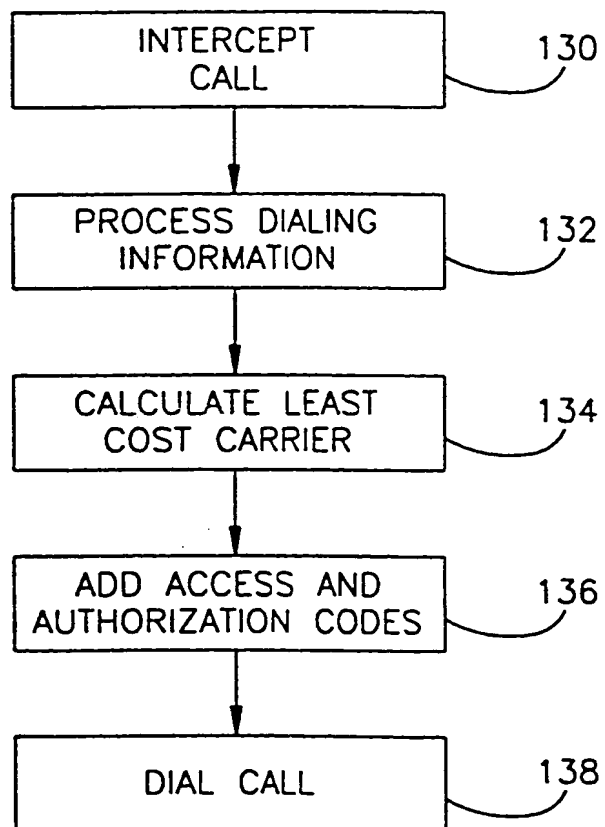 INTERCEPT
CALL
130
PROCESS DIALING
INFORMATION
132
CALCULATE LEAST
COST CARRIER
134
ADD ACCESS AND
AUTHORIZATION CODES
136
DIAL CALL
138